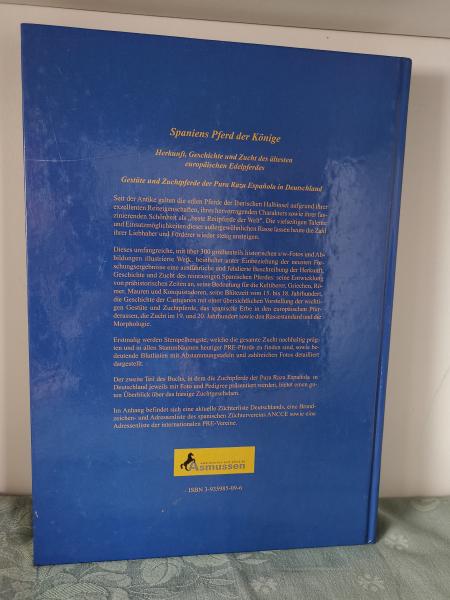 Spaniens Pferd der Könige
Herkunft, Geschichte und Zucht des ältesten
europäischen Edelpferdes
Gestüte und Zuchtpferde der Pura Raza Española in Deutschland
Seit der Antike galten die edlen Pferde der Iberischen Halbinsel aufgrund ihrer
exzellenten Reiteigenschaften, ihres hervorragenden Charakters sowie ihrer fas-
zinierenden Schönheit als „beste Reitpferde der Welt". Die vielseitigen Talente
und Einsatzmöglichkeiten dieser außergewöhnlichen Rasse lassen heute die Zahl
ihrer Liebhaber und Förderer wieder stetig ansteigen.
Dieses umfangreiche, mit über 300 großenteils historischen s/w-Fotos und Ab-
bildungen illustrierte Werk, beinhaltet unter Einbeziehung der neuesten For-
schungsergebnisse eine ausführliche und fundierte Beschreibung der Herkunft,
Geschichte und Zucht des reinrassigen Spanischen Pferdes: seine Entwicklung
von prähistorischen Zeiten an, seine Bedeutung für die Keltiberer, Griechen, Rö-
mer, Mauren und Konquistadoren, seine Blütezeit vom 15. bis 18. Jahrhundert,
die Geschichte der Cartujanos mit einer übersichtlichen Vorstellung der wichti-
gen Gestüte und Zuchtpferde, das spanische Erbe in den europäischen Pfer-
derassen, die Zucht im 19. und 20. Jahrhundert sowie den Rassestandard und die
Morphologie.
Erstmalig werden Stempelhengste, welche die gesamte Zucht nachhaltig präg-
ten und in allen Stammbäumen heutiger PRE-Pferde zu finden sind, sowie be-
deutende Blutlinien mit Abstammungstafeln und zahlreichen Fotos detailliert
dargestellt.
Der zweite Teil des Buchs, in dem die Zuchtpferde der Pura Raza Española in
Deutschland jeweils mit Foto und Pedigree präsentiert werden, bietet einen gu-
ten Überblick über das hiesige Zuchtgeschehen.
Im Anhang befindet sich eine aktuelle Züchterliste Deutschlands, eine Brand-
zeichen- und Adressenliste des spanischen Züchtervereins ANCCE sowie eine
Adressenliste der internationalen PRE-Vereine.
Asmussen
ISBN 3-935985-09-6